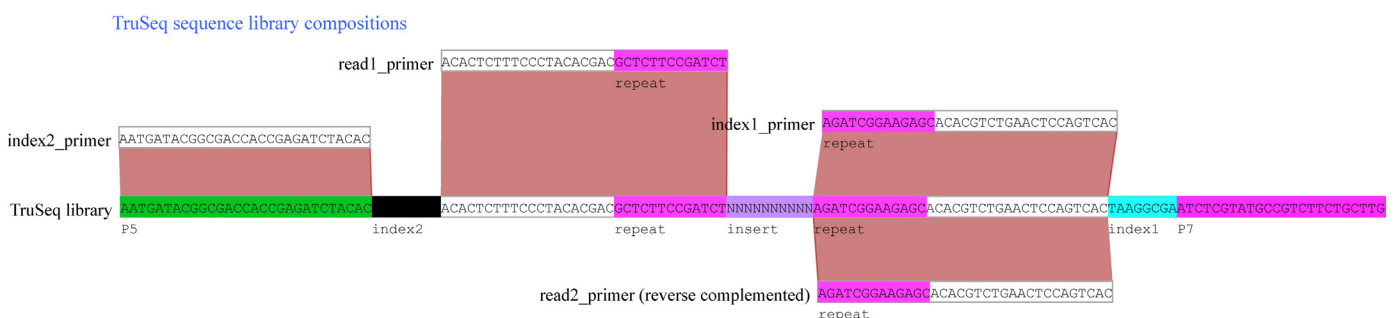 TruSeq sequence library compositions
read1_primer ACACTCTTTCCCTACACGACGCTCTTCCGATCT
repeat
index1_primer AGATCGGAAGAGCACACGTCTGAACTCCAGTCAC
repeat
index2_primer AATGATACGGCGACCACCGAGATCTACAC
TruSeq library AATGATACGGCGACCACCGAGATCTACAC ACACTCTTTCCCTACACGACGCTCTTCCGATCTNNNNNNNNNNAGATCGGAAGAGCACACGTCTGAACTCCAGTCACTAAGGCGAATCTCGTATGCCGTCTTCTGCTTG
P5 index2 repeat insert repeat index1 P7
read2_primer (reverse complemented) AGATCGGAAGAGCACACGTCTGAACTCCAGTCAC
repeat